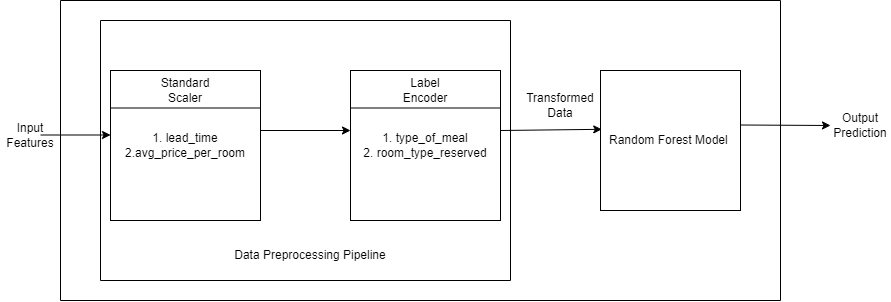 Input
Features
Standard
Scaler
1. lead_time
2.avg_price_per_room
Label
Encoder
1. type_of_meal
2. room_type_reserved
Data Preprocessing Pipeline
Transformed
Data
Random Forest Model
Output
Prediction